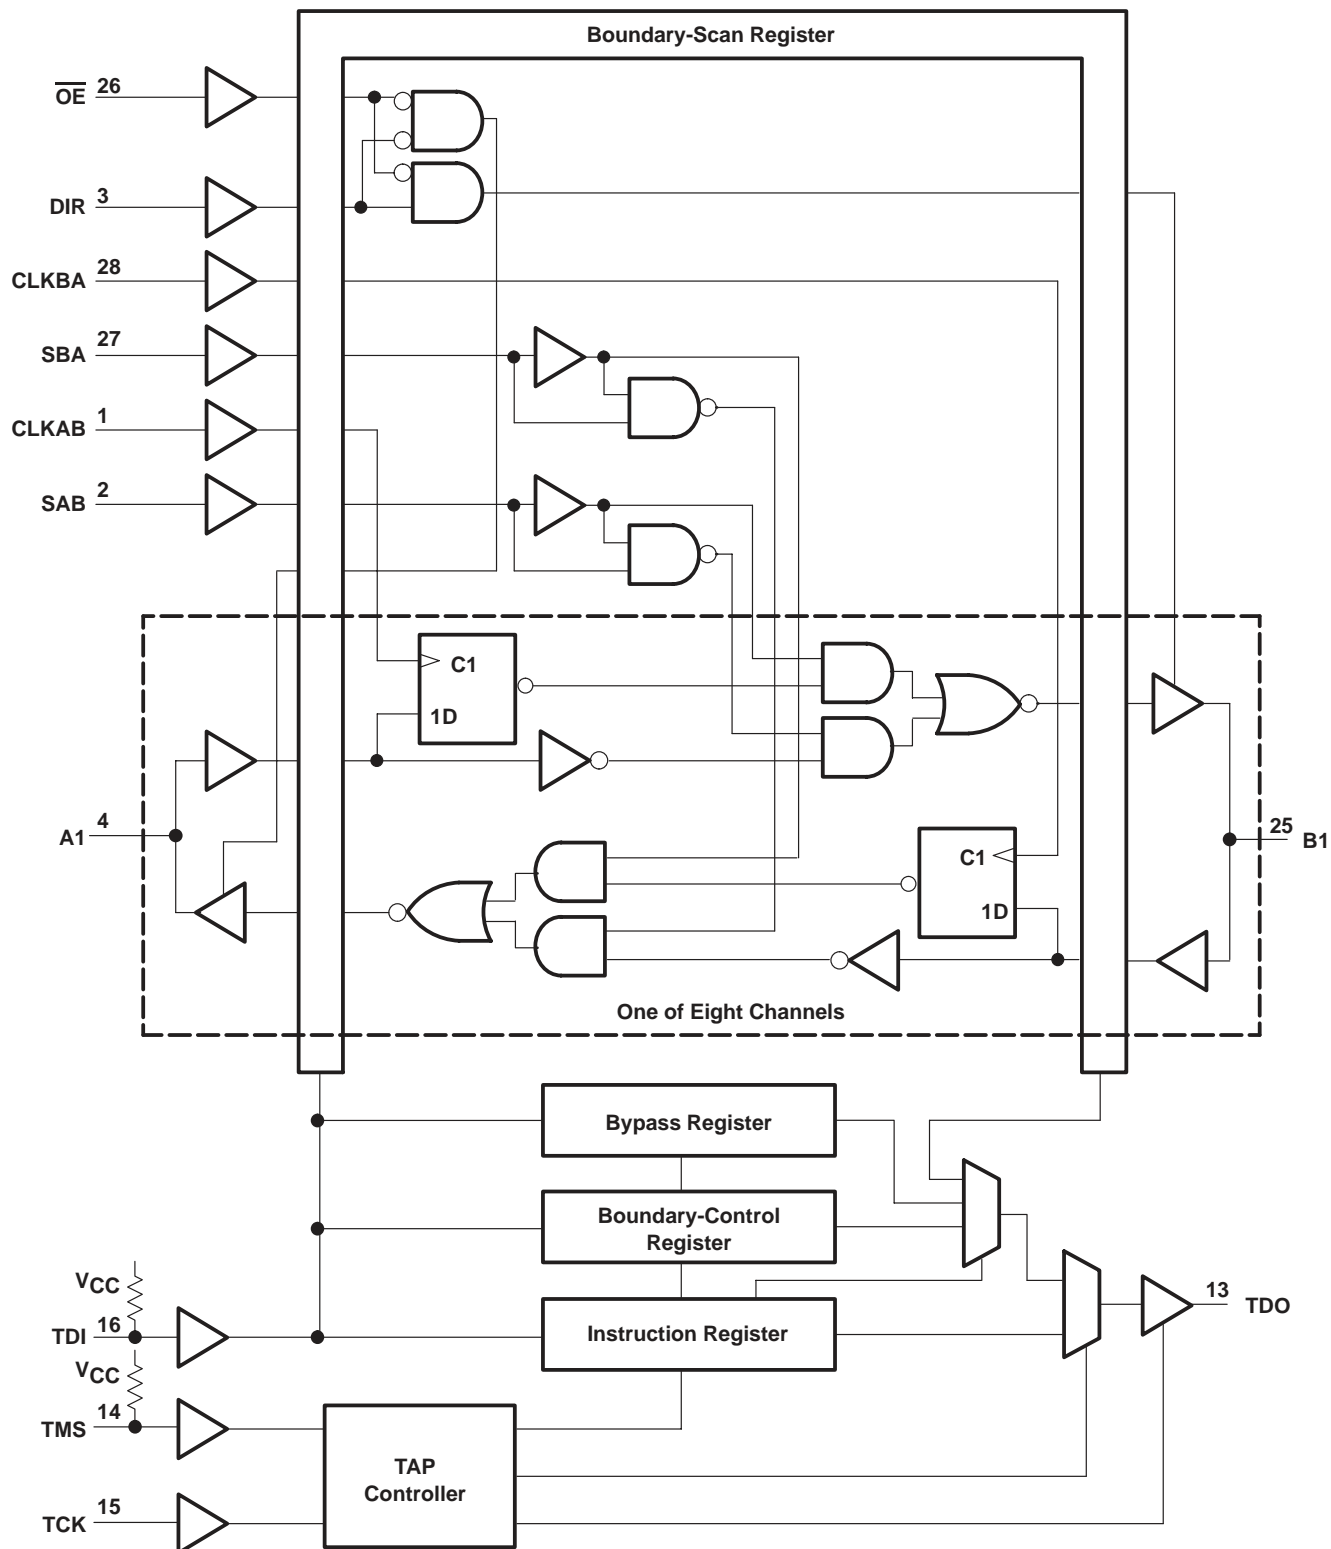 Boundary-Scan Register
OE 26
DIR 3
CLKBA 28
SBA 27
CLKAB 1
SAB 2
C1
1D
A1 4
C1
1D
25 B1
One of Eight Channels
Bypass Register
Boundary-Control
Register
Instruction Register
VCC
TDI 16
VCC
TMS 14
TCK 15
TAP
Controller
13 TDO